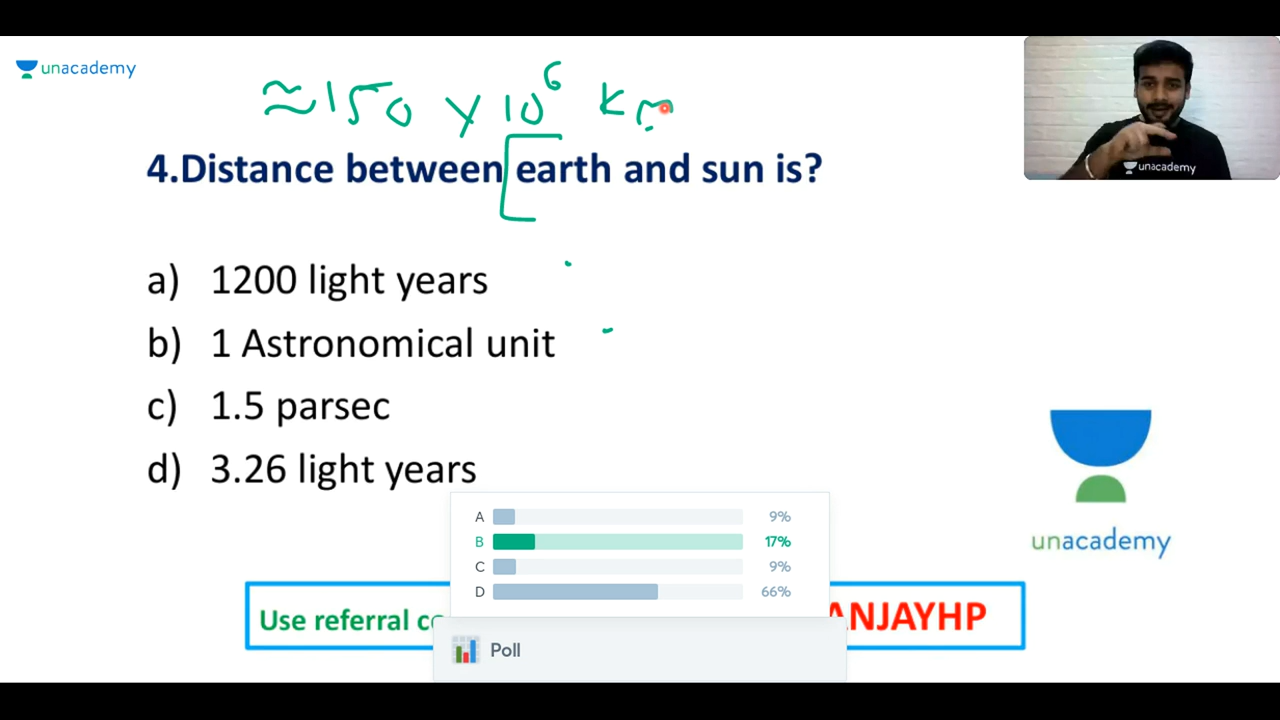 unacademy
≈150 x 10⁶ km
4.Distance between earth and sun is?
unacademy
a) 1200 light years
b) 1 Astronomical unit
c) 1.5 parsec
d) 3.26 light years
A 9%
B 17%
C 9%
D 66%
unacademy
Use referral co
ANJAYHP
Poll